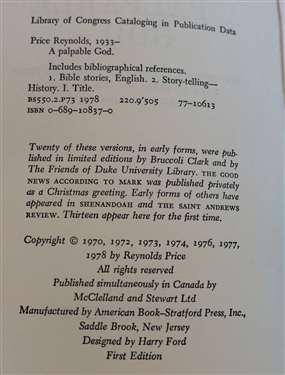 Library of Congress Cataloging in Publication Data
Price Reynolds, 1933–
A palpable God.
Includes bibliographical references.
1. Bible stories, English. 2. Story-telling—
History. I. Title.
BS550.2.P73 1978 220.9'505 77-10613
ISBN 0-689-10837-0
Twenty of these versions, in early forms, were pub-
lished in limited editions by Bruccoli Clark and by
The Friends of Duke University Library. THE GOOD
NEWS ACCORDING TO MARK was published privately
as a Christmas greeting. Early forms of others have
appeared in SHENANDOAH and THE SAINT ANDREWS
REVIEW. Thirteen appear here for the first time.
Copyright © 1970, 1972, 1973, 1974, 1976, 1977,
1978 by Reynolds Price
All rights reserved
Published simultaneously in Canada by
McClelland and Stewart Ltd
Manufactured by American Book–Stratford Press, Inc.,
Saddle Brook, New Jersey
Designed by Harry Ford
First Edition